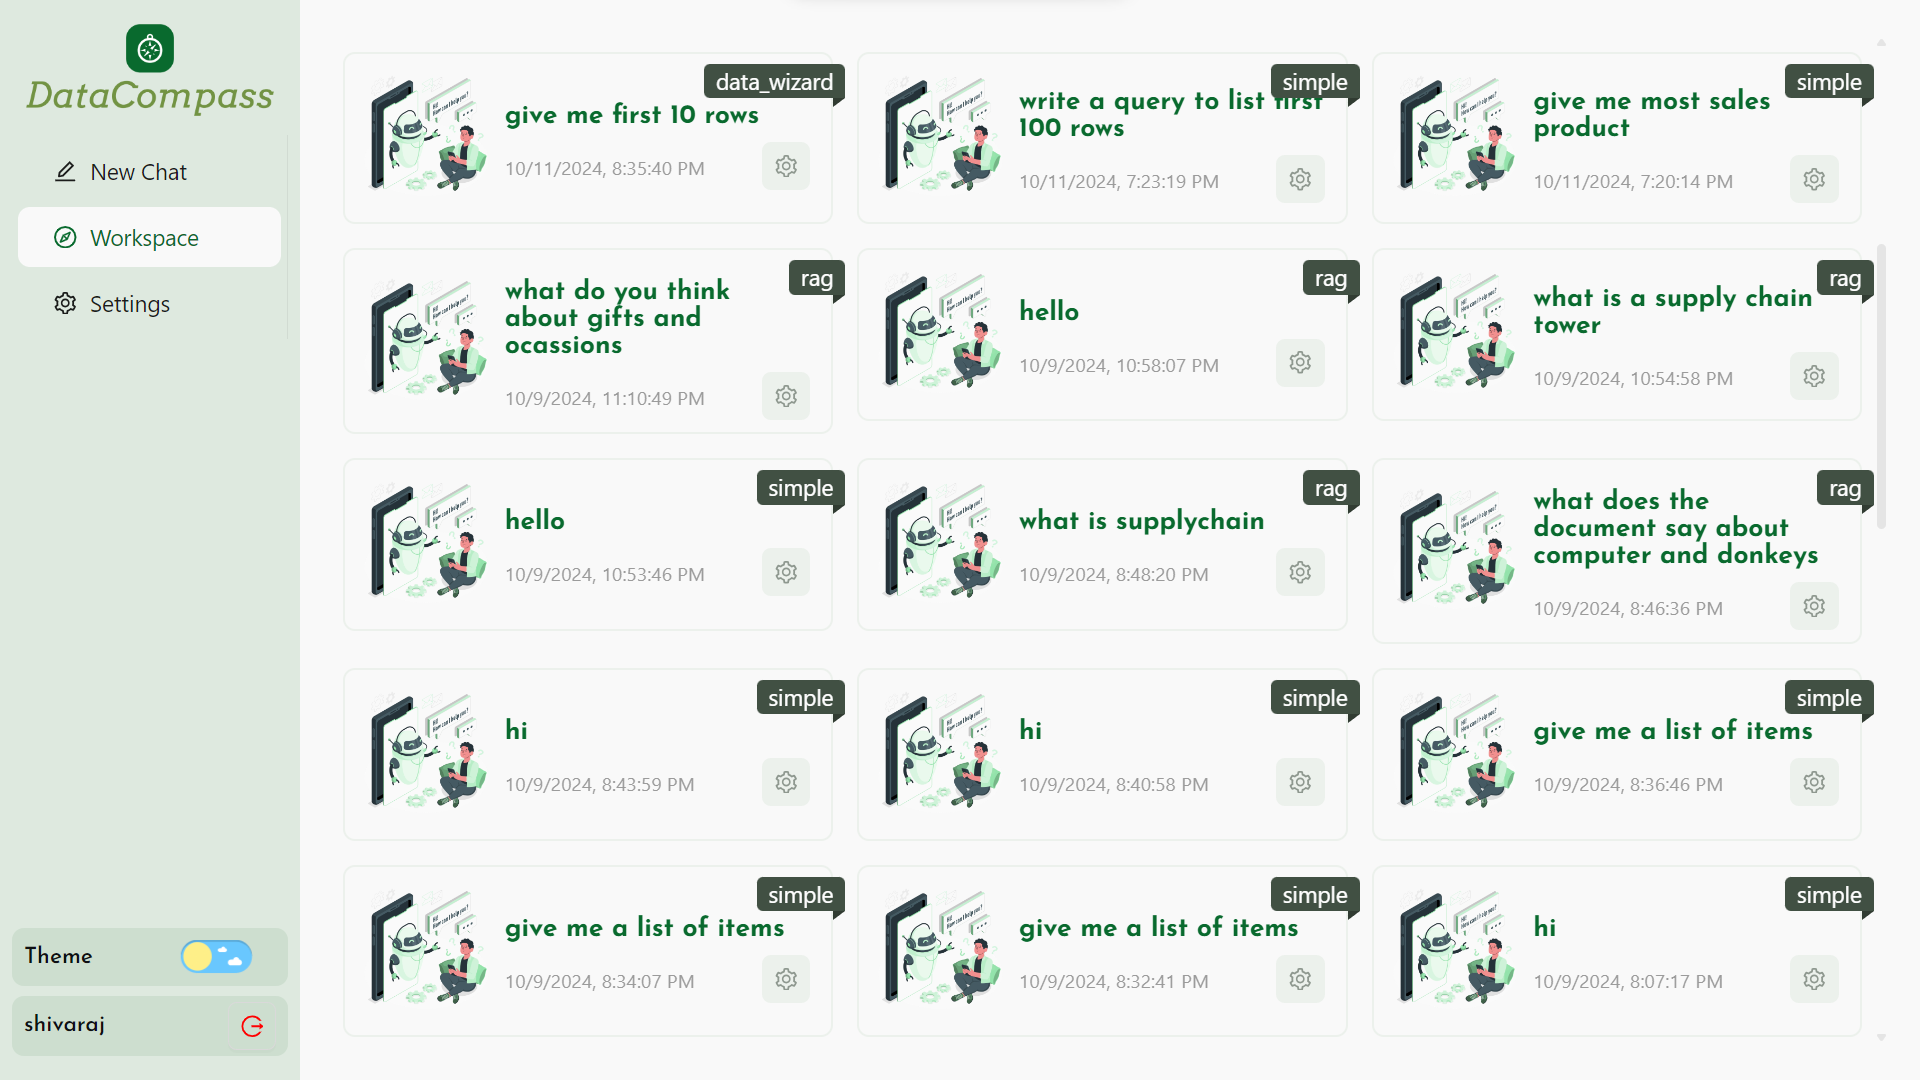 DataCompass
New Chat
Workspace
Settings
Theme
shivaraj
data_wizard
give me first 10 rows
10/11/2024, 8:35:40 PM
simple
write a query to list first
100 rows
10/11/2024, 7:23:19 PM
simple
give me most sales
product
10/11/2024, 7:20:14 PM
rag
what do you think
about gifts and
ocassions
10/9/2024, 11:10:49 PM
rag
hello
10/9/2024, 10:58:07 PM
rag
what is a supply chain
tower
10/9/2024, 10:54:58 PM
simple
hello
10/9/2024, 10:53:46 PM
rag
what is supplychain
10/9/2024, 8:48:20 PM
rag
what does the
document say about
computer and donkeys
10/9/2024, 8:46:36 PM
simple
hi
10/9/2024, 8:43:59 PM
simple
hi
10/9/2024, 8:40:58 PM
simple
give me a list of items
10/9/2024, 8:36:46 PM
simple
give me a list of items
10/9/2024, 8:34:07 PM
simple
give me a list of items
10/9/2024, 8:32:41 PM
simple
hi
10/9/2024, 8:07:17 PM